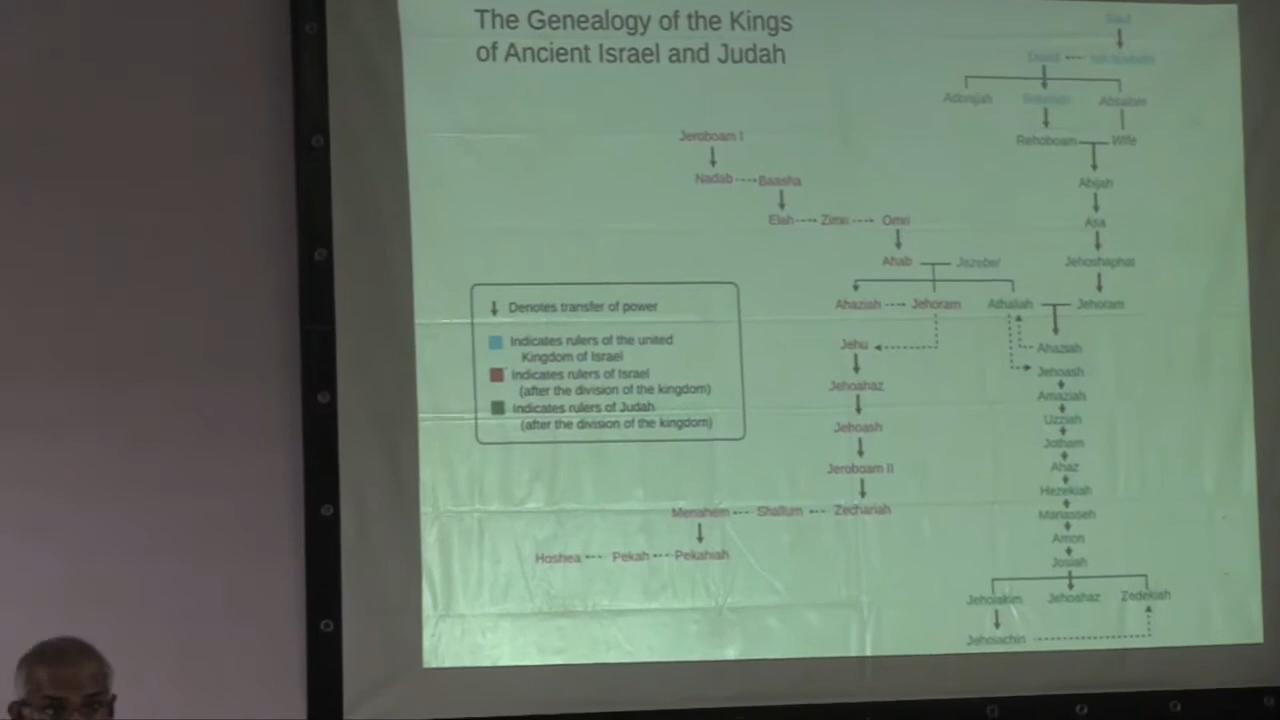 The Genealogy of the Kings
of Ancient Israel and Judah
Saul
David
Adonijah Solomon Absalom
Rehoboam Wife
Jeroboam I
Nadab Baasha
Abijah
Elah Zimri Omri
Asa
Ahab Jezebel
Jehoshaphat
Ahaziah Jehoram Athaliah Jehoram
Denotes transfer of power
Indicates rulers of the united
Kingdom of Israel
Indicates rulers of Israel
(after the division of the kingdom)
Indicates rulers of Judah
(after the division of the kingdom)
Jehu
Ahaziah
Jehoash
Jehoahaz
Amaziah
Uzziah
Jehoash
Jotham
Jeroboam II
Ahaz
Hezekiah
Menahem Shallum Zechariah
Manasseh
Amon
Hoshea Pekah Pekahiah
Josiah
Jehoiakim Jehoahaz Zedekiah
Jehoiachin